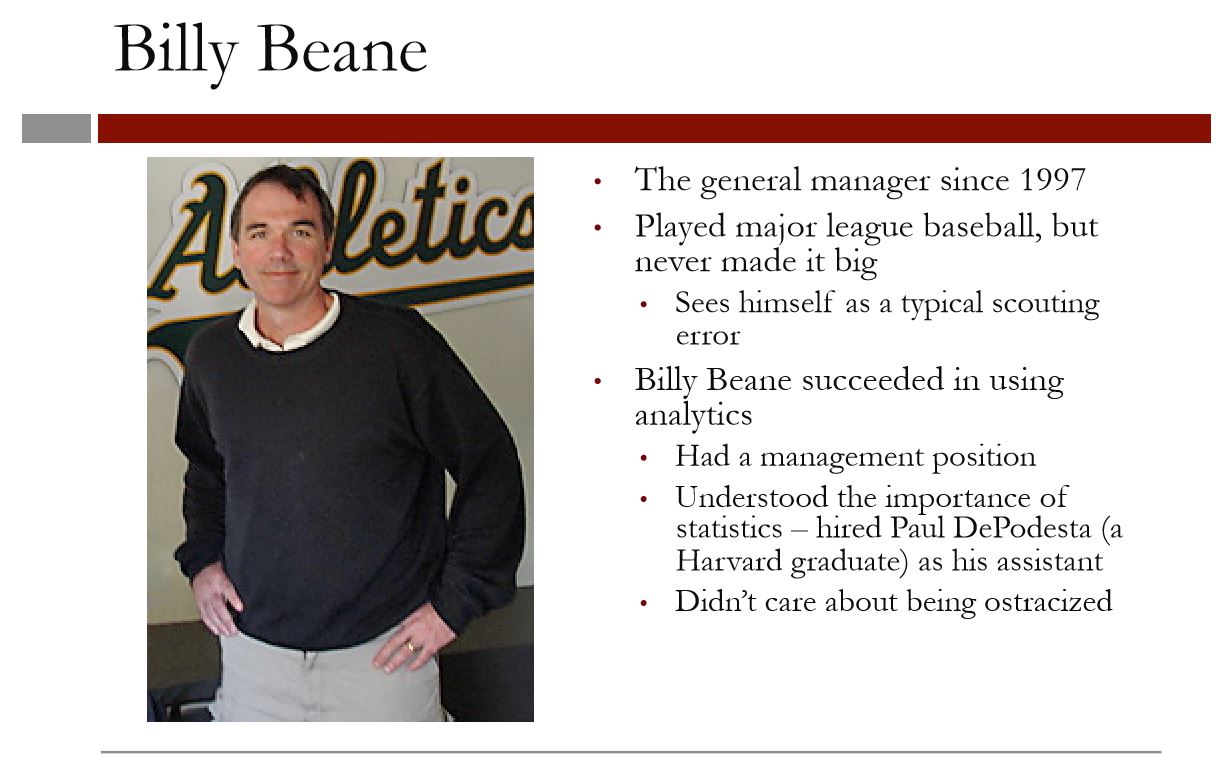 Billy Beane
Athletics
• The general manager since 1997
• Played major league baseball, but
never made it big
• Sees himself as a typical scouting
error
• Billy Beane succeeded in using
analytics
• Had a management position
• Understood the importance of
statistics – hired Paul DePodesta (a
Harvard graduate) as his assistant
• Didn’t care about being ostracized